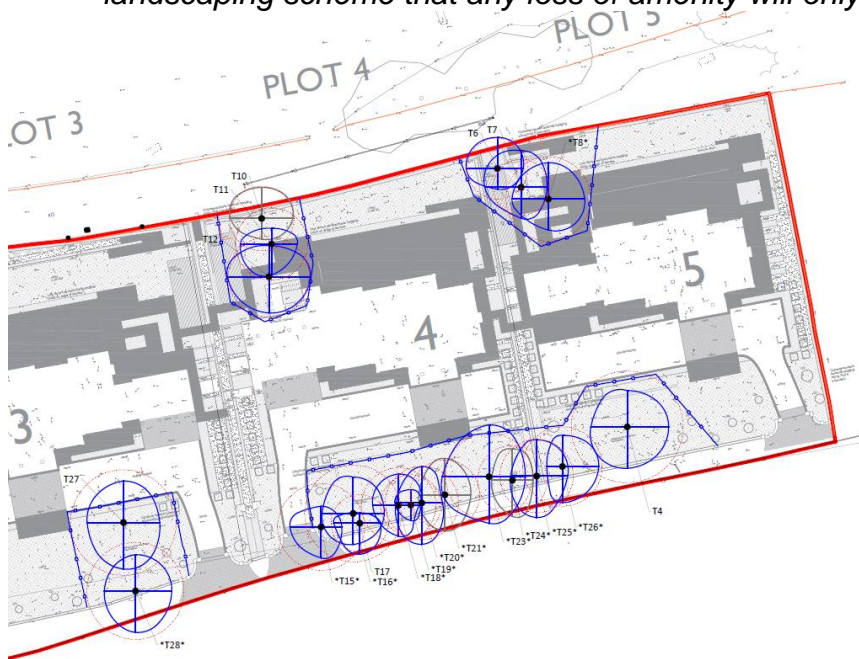 landscaping scheme that any loss of amenity will only
PLOT 5
PLOT 4
LOT 3
T6
T7
*T8*
T10
T11
T12
5
4
3
T27
T4
*T26*
*T25*
*T24*
*T23*
*T21*
*T20*
*T19*
*T18*
T17
*T16*
*T15*
*T28*